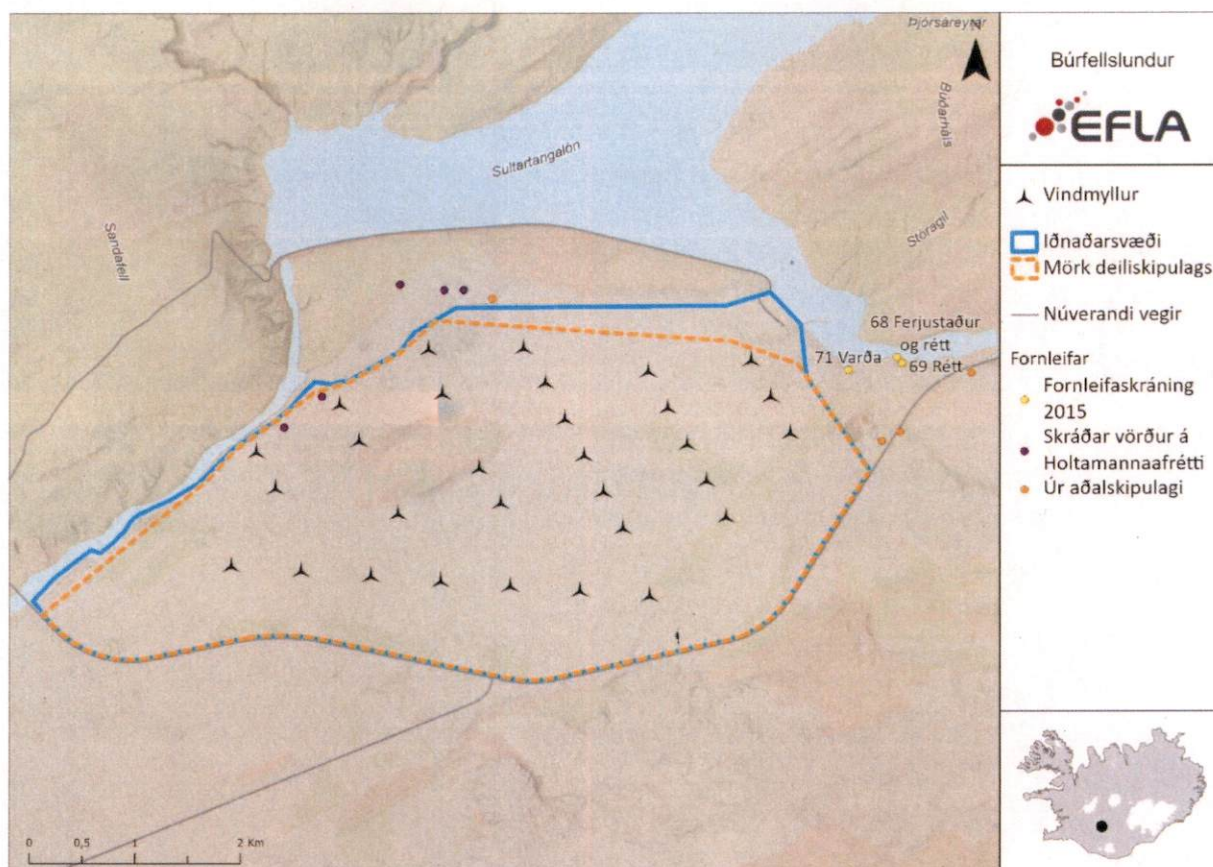 Þjórsáreyrar
N
Búðarháls
Sultartangalón
Stóragil
Sandafell
68 Ferjustaður
og rétt
71 Varða
69 Rétt
0 0,5 1 2 Km
Búrfellslundur
EFLA
Vindmyllur
Iðnaðarsvæði
Mörk deiliskipulags
Núverandi vegir
Fornleifar
Fornleifaskráning
2015
Skráðar vörður á
Holtamannaafrétti
Úr aðalskipulagi